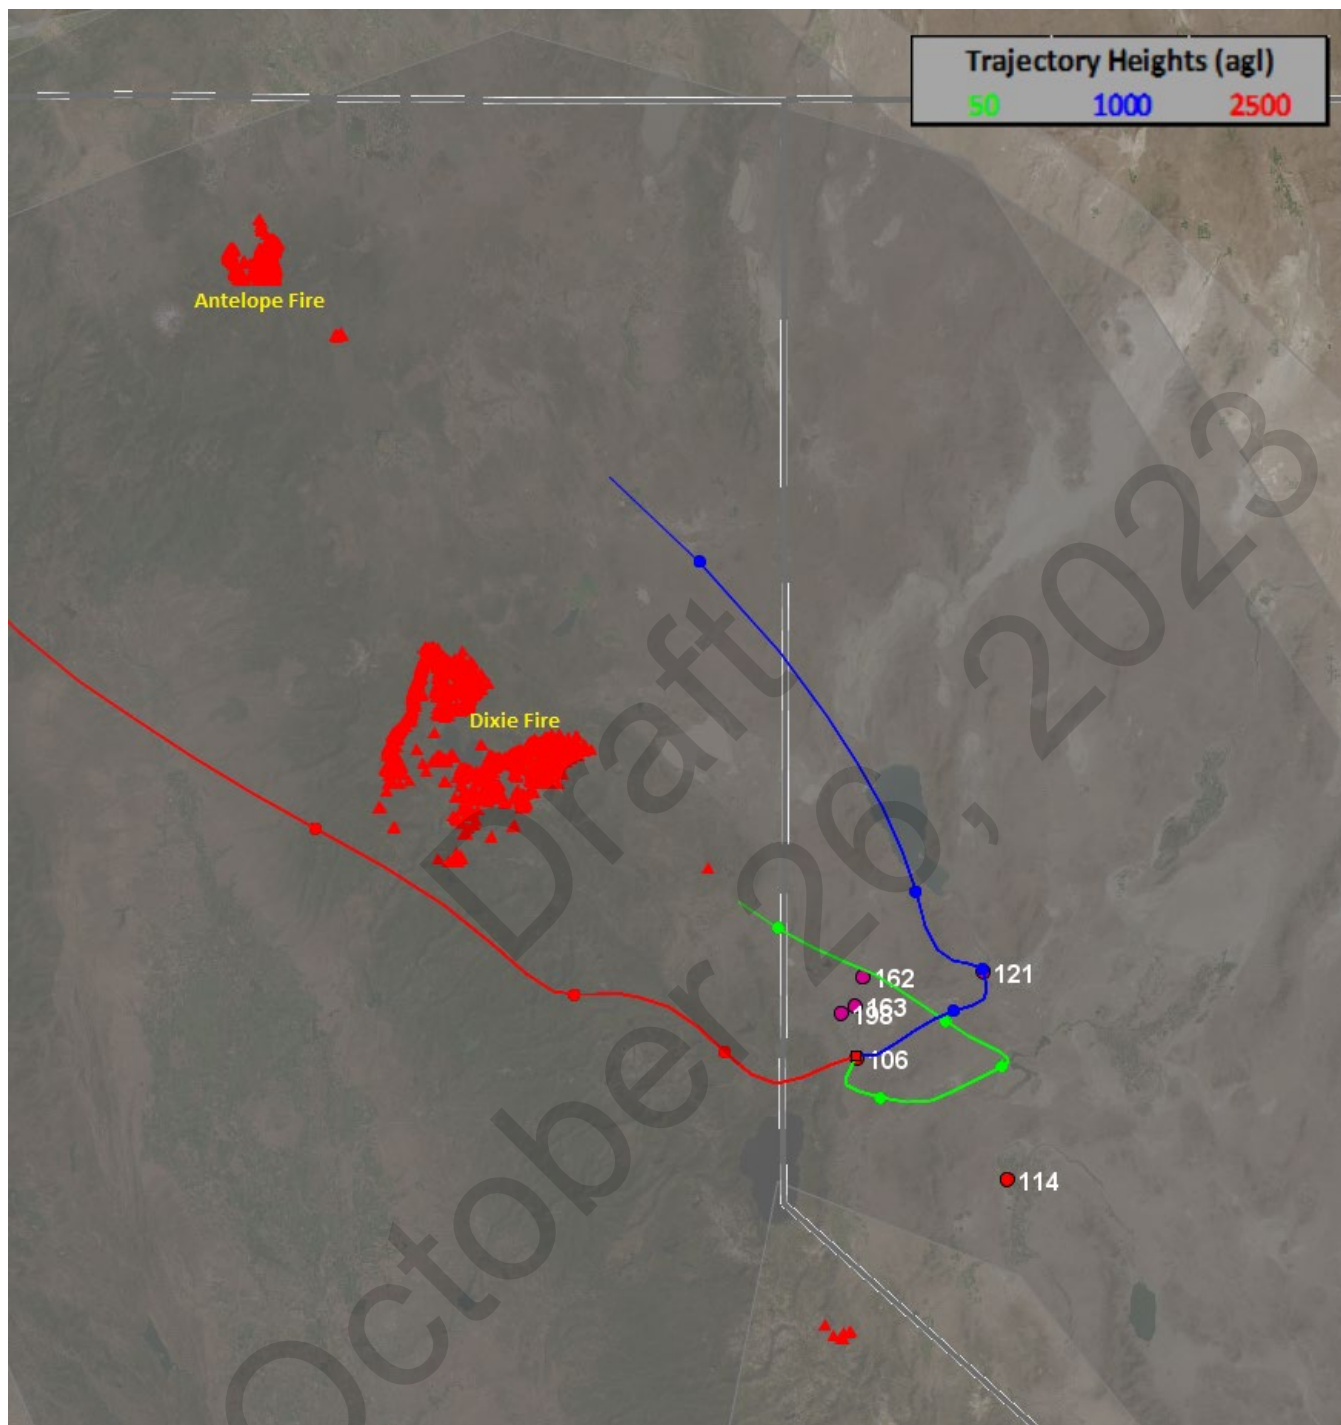 Trajectory Heights (agl)
50 1000 2500
Antelope Fire
Dixie Fire
162
121
163
198
106
114
Draft
October 26, 2023